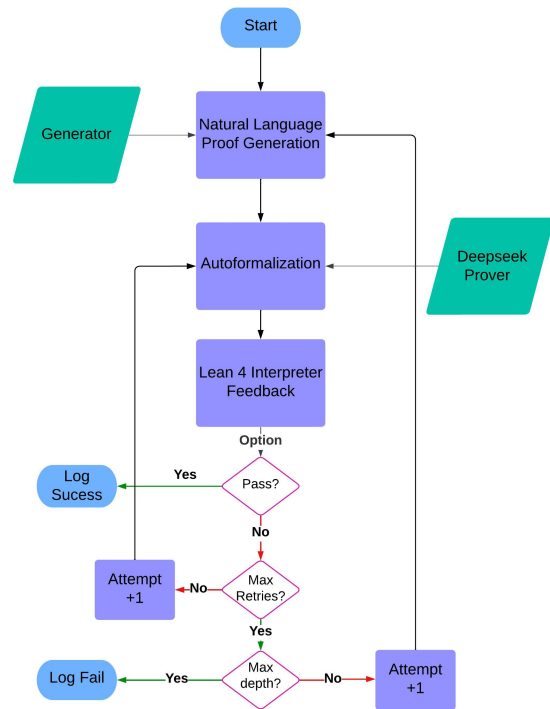 Start
Generator
Natural Language
Proof Generation
Autoformalization
Deepseek
Prover
Lean 4 Interpreter
Feedback
Option
Log
Sucess
Yes
Pass?
No
Attempt
+1
No
Max
Retries?
Yes
Log Fail
Yes
Max
depth?
No
Attempt
+1